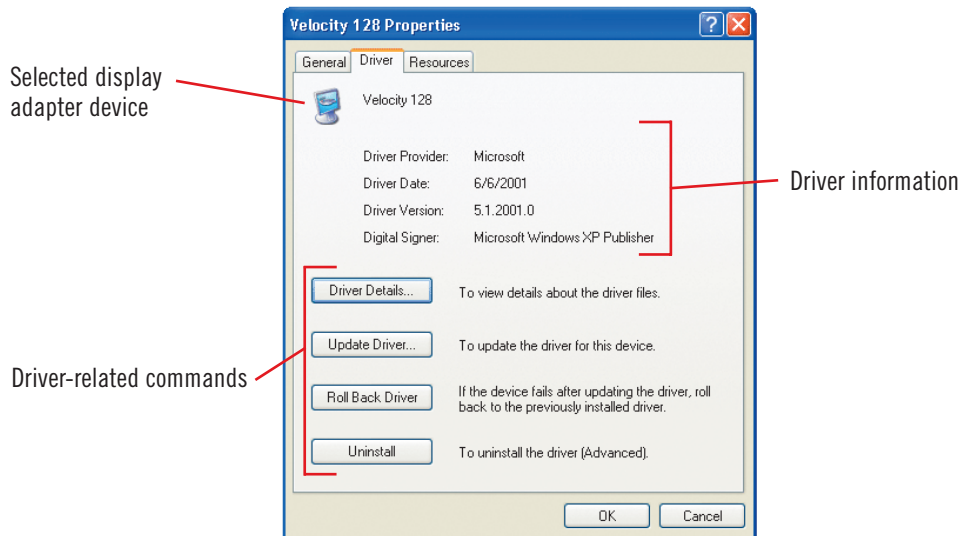 Velocity 128 Properties
General Driver Resources
Selected display
adapter device
Velocity 128
Driver Provider: Microsoft
Driver Date: 6/6/2001
Driver Version: 5.1.2001.0
Digital Signer: Microsoft Windows XP Publisher
Driver information
Driver Details... To view details about the driver files.
Update Driver... To update the driver for this device.
Driver-related commands
Roll Back Driver If the device fails after updating the driver, roll
back to the previously installed driver.
Uninstall To uninstall the driver (Advanced).
OK Cancel